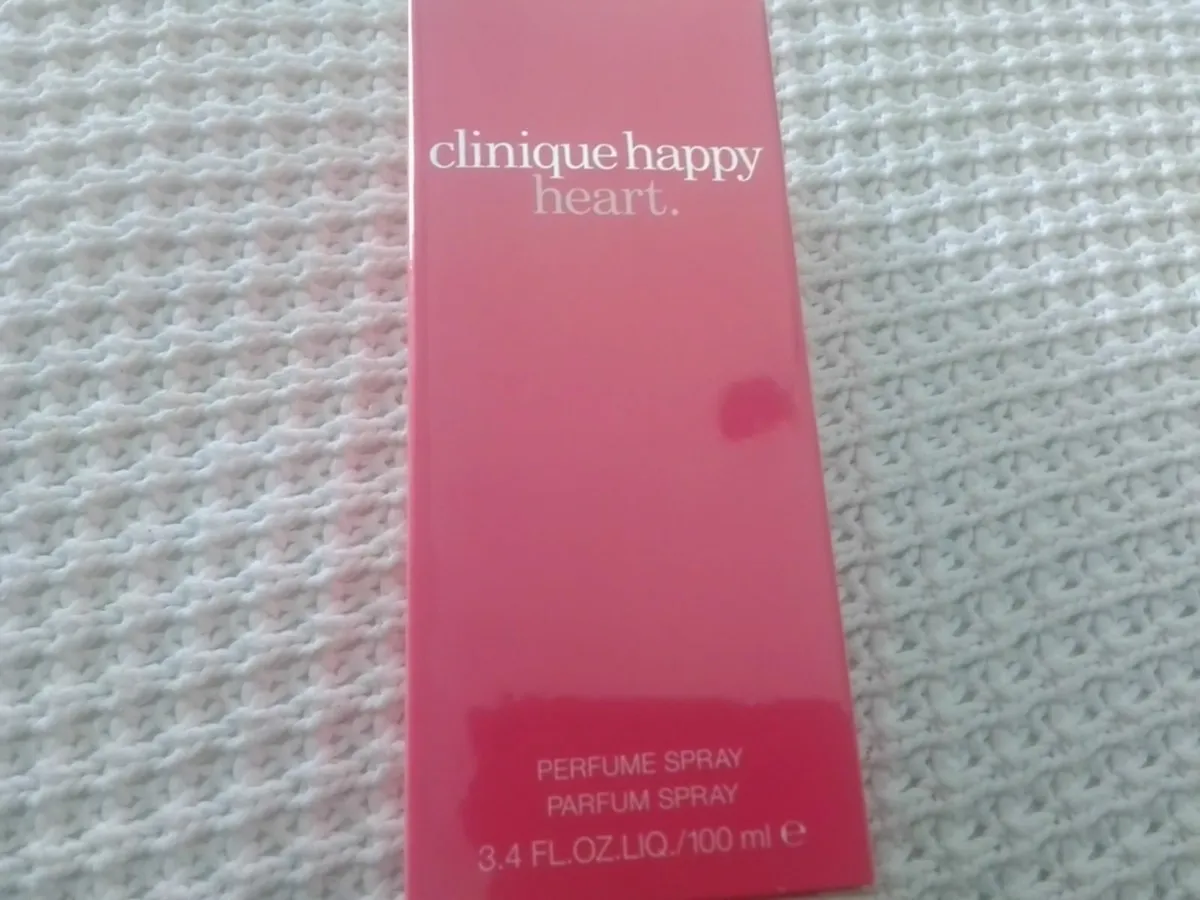 clinique happy
heart.
PERFUME SPRAY
PARFUM SPRAY
3.4 FL.OZ.LIQ./100 ml ℮